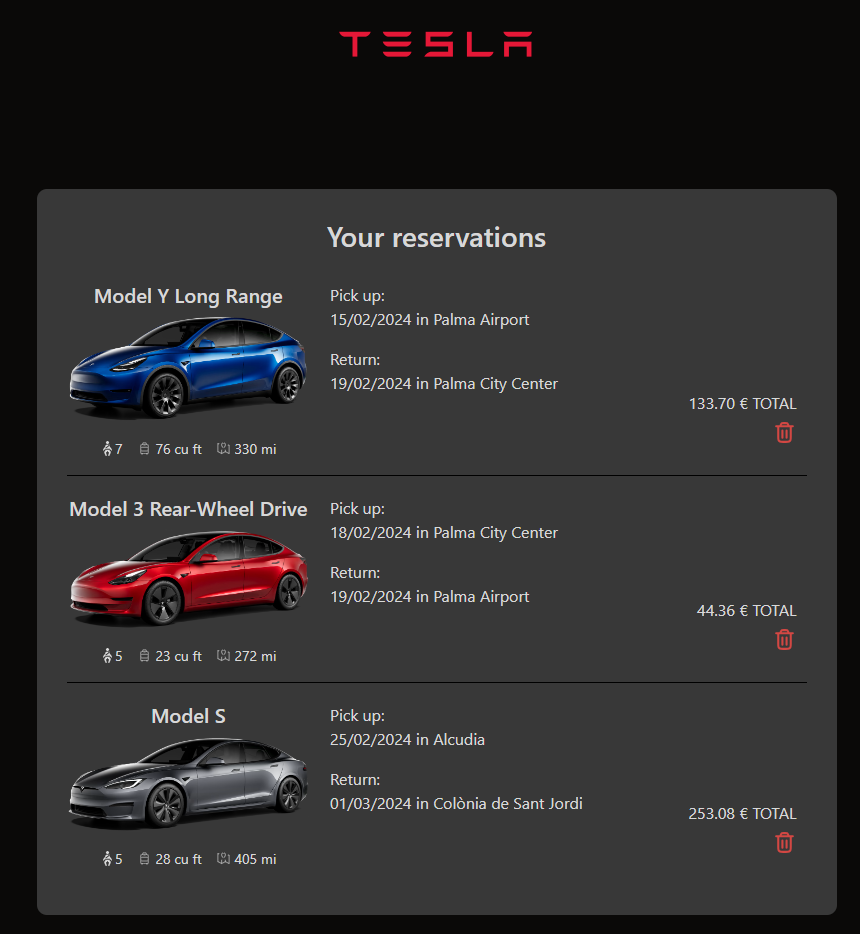 TESLA
Your reservations
Model Y Long Range
Pick up:
15/02/2024 in Palma Airport
Return:
19/02/2024 in Palma City Center
133.70 € TOTAL
7 76 cu ft 330 mi
Model 3 Rear-Wheel Drive
Pick up:
18/02/2024 in Palma City Center
Return:
19/02/2024 in Palma Airport
44.36 € TOTAL
5 23 cu ft 272 mi
Model S
Pick up:
25/02/2024 in Alcudia
Return:
01/03/2024 in Colònia de Sant Jordi
253.08 € TOTAL
5 28 cu ft 405 mi